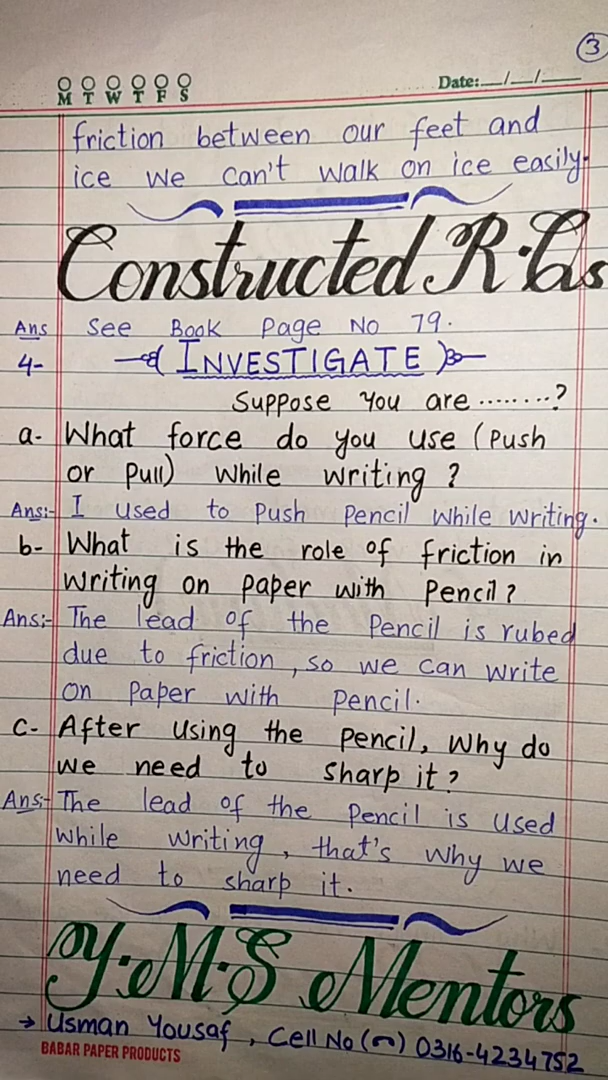 3
M T W T F S
Date:__/__/____
friction between our feet and
ice we can't walk on ice easily.
Constructed R.Qs
Ans See Book Page No 79.
4- INVESTIGATE
Suppose you are ........?
a- What force do you use (Push
or Pull) while writing ?
Ans:- I used to Push Pencil while writing.
b- What is the role of friction in
writing on paper with Pencil ?
Ans:- The lead of the Pencil is rubed
due to friction, so we can write
on Paper with Pencil.
c- After using the Pencil, why do
we need to sharp it ?
Ans:- The lead of the Pencil is used
while writing, that's why we
need to sharp it.
Y.M.S Mentors
→ Usman Yousaf, Cell No () 0316-4234752
BABAR PAPER PRODUCTS